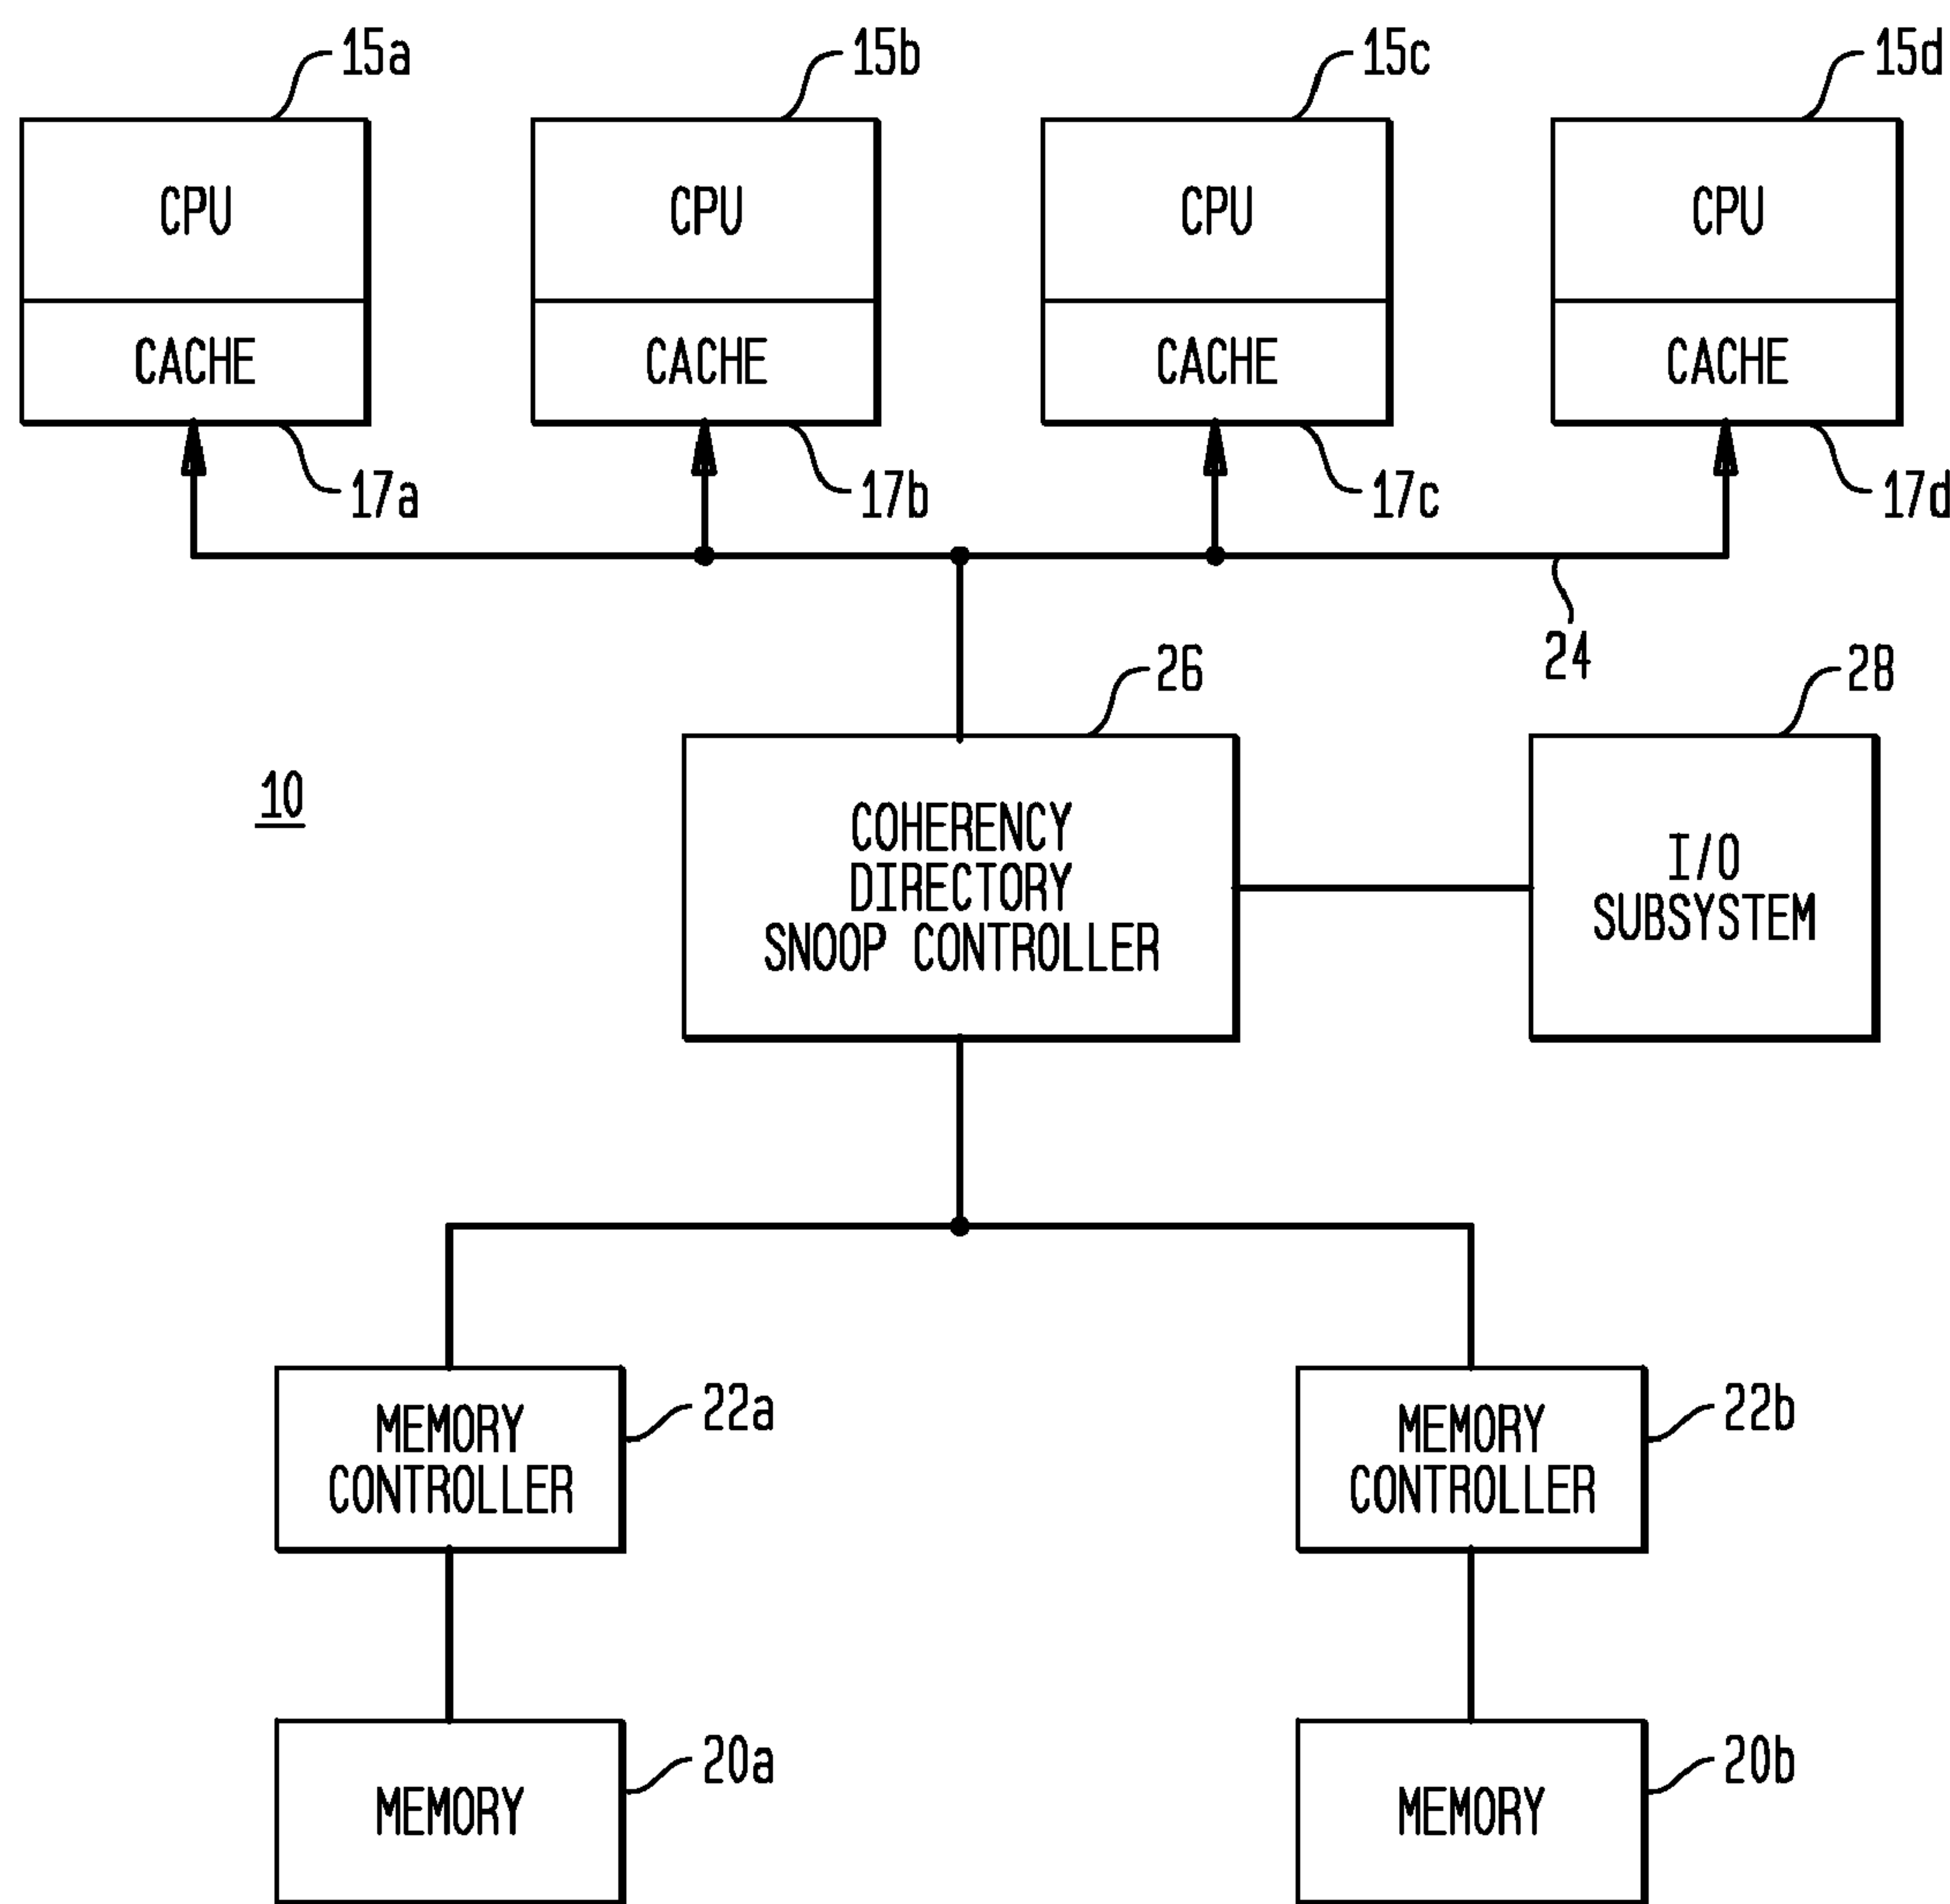 15a
15b
15c
15d
CPU
CPU
CPU
CPU
CACHE
CACHE
CACHE
CACHE
17a
17b
17c
17d
24
26
28
10
COHERENCY
DIRECTORY
SNOOP CONTROLLER
I/O
SUBSYSTEM
22a
22b
MEMORY
CONTROLLER
MEMORY
CONTROLLER
20a
20b
MEMORY
MEMORY